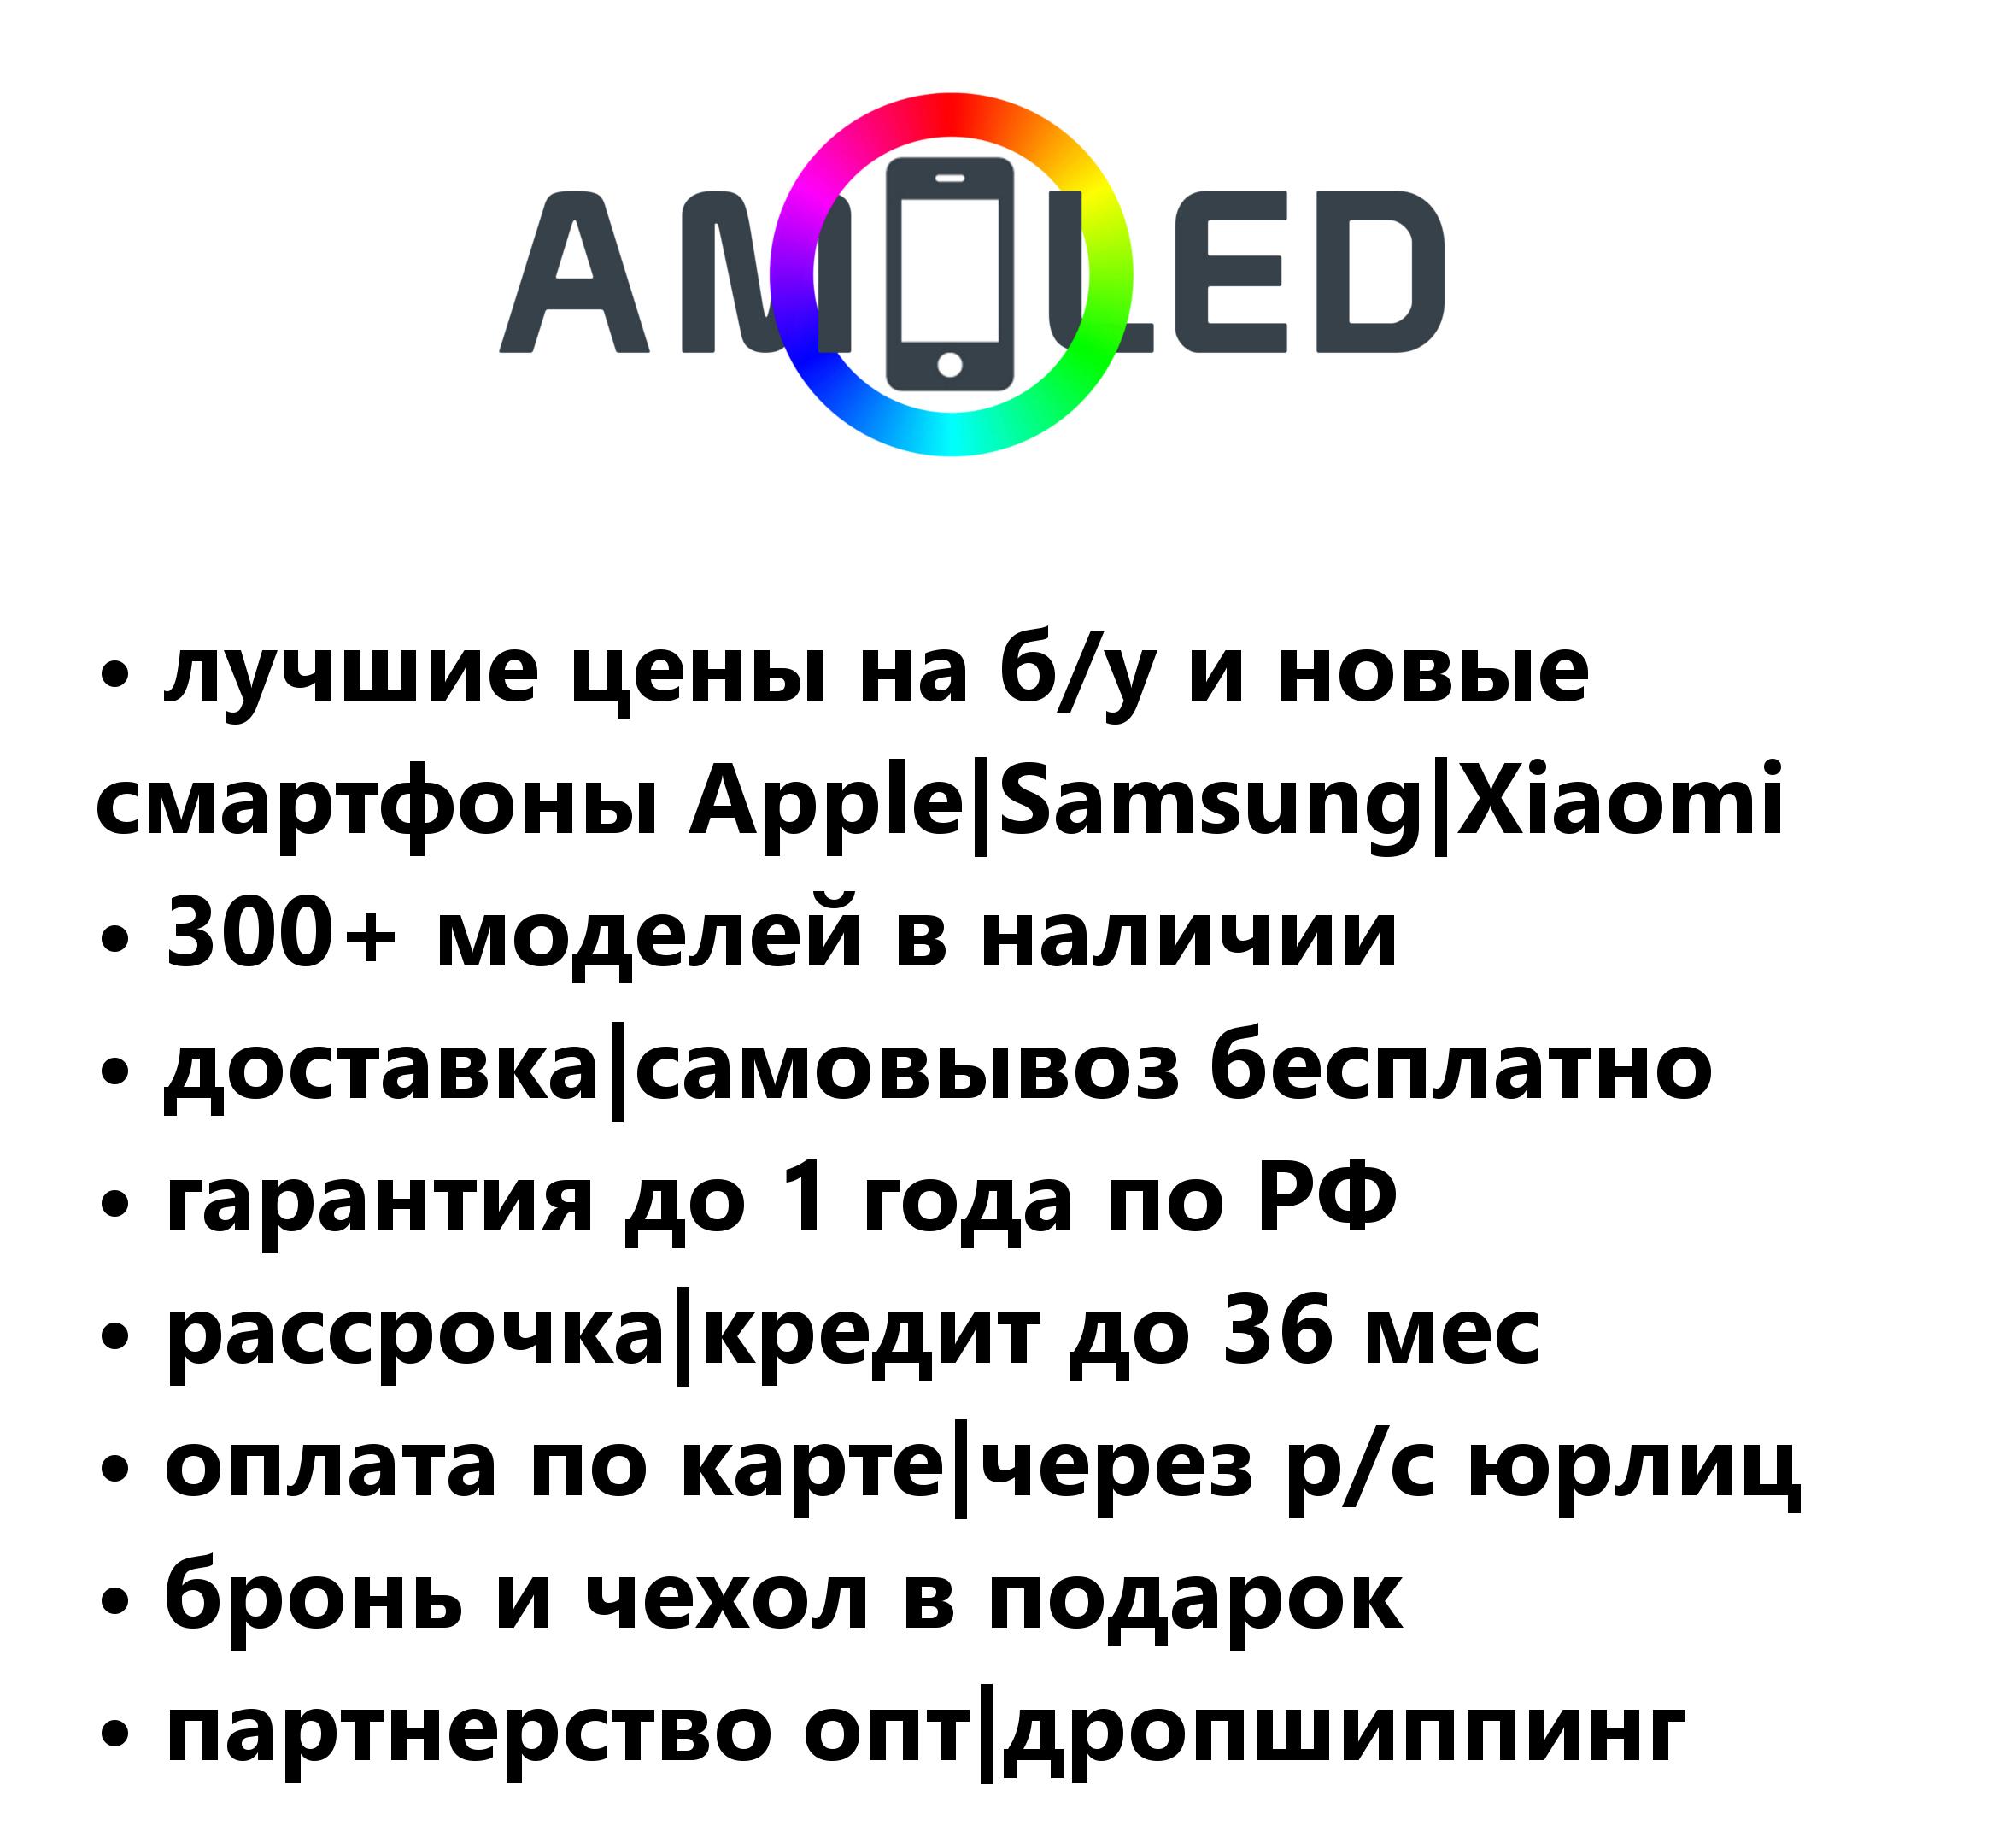 AMOLED
• лучшие цены на б/у и новые
смартфоны Apple|Samsung|Xiaomi
• 300+ моделей в наличии
• доставка|самовывоз бесплатно
• гарантия до 1 года по РФ
• рассрочка|кредит до 36 мес
• оплата по карте|через р/с юрлиц
• бронь и чехол в подарок
• партнерство опт|дропшиппинг